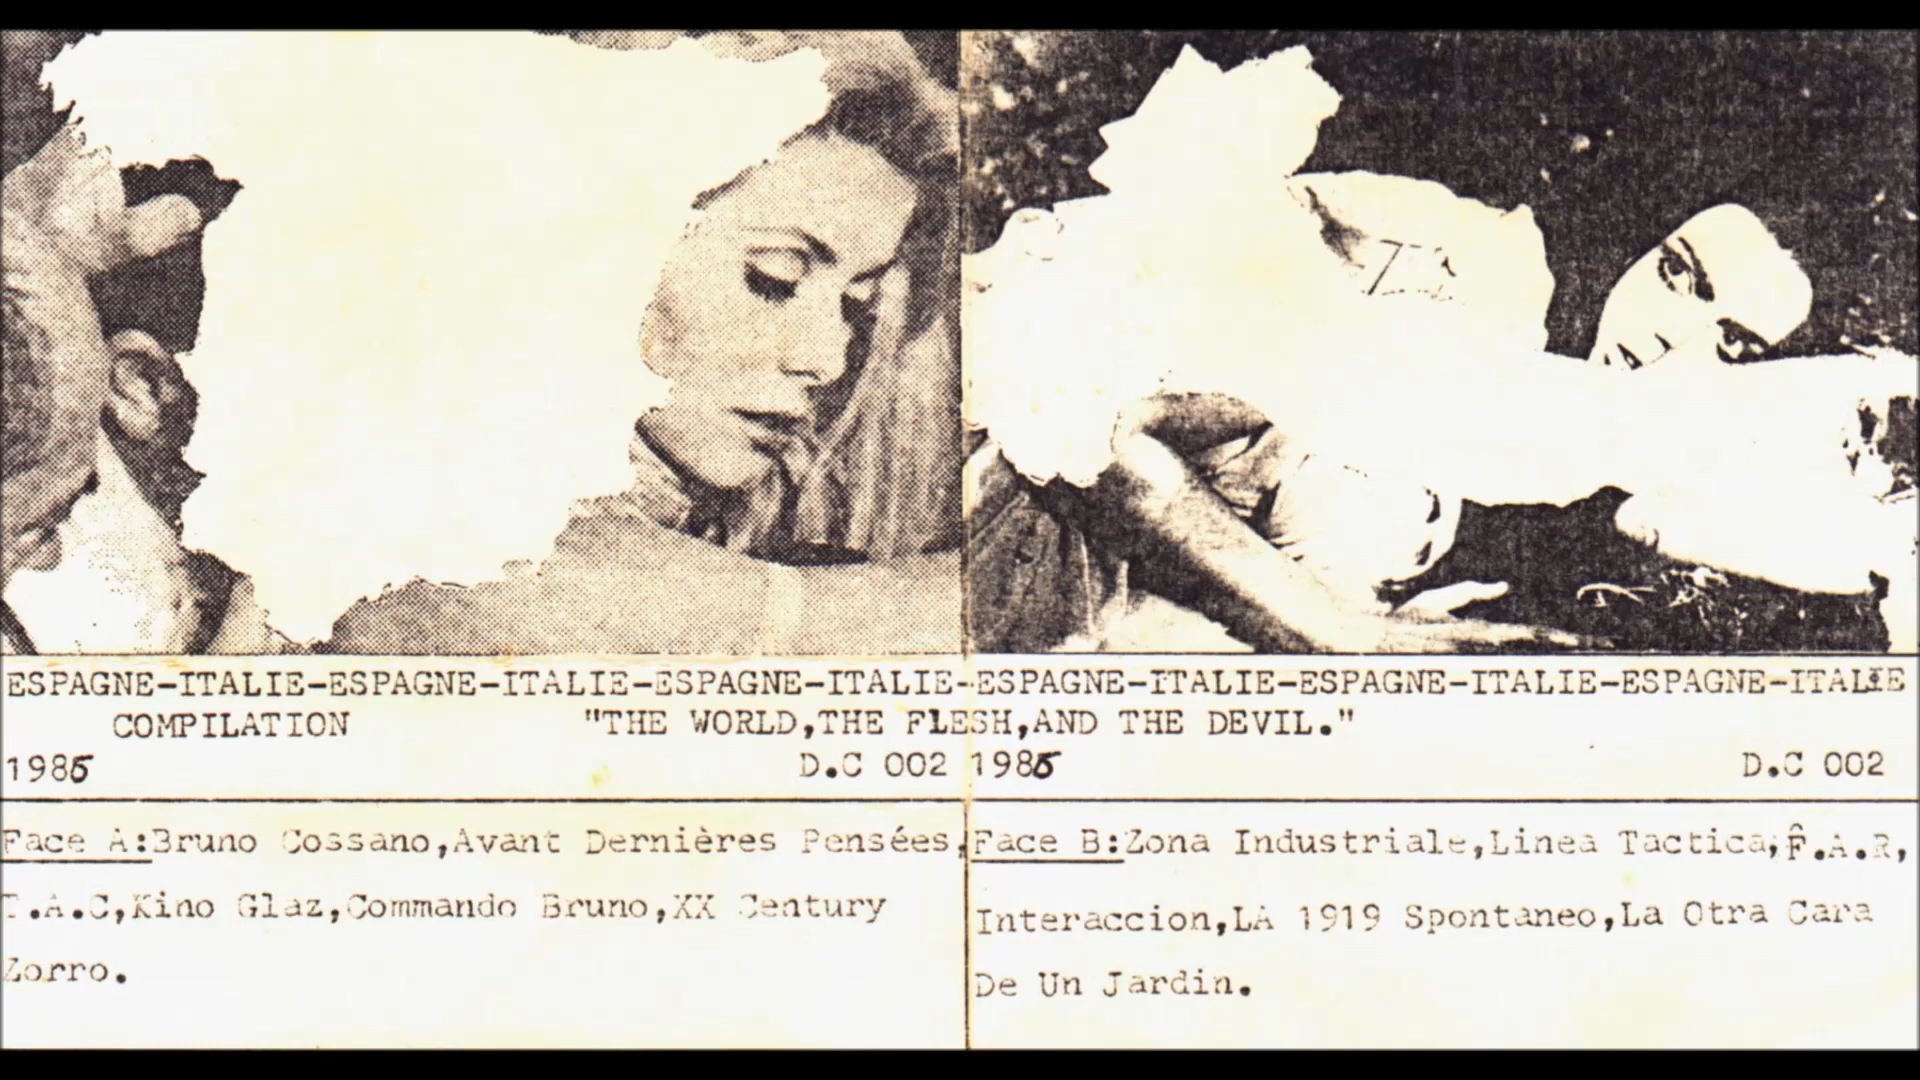 ESPAGNE-ITALIE-ESPAGNE-ITALIE-ESPAGNE-ITALIE-ESPAGNE-ITALIE-ESPAGNE-ITALIE-ESPAGNE-ITALIE
COMPILATION "THE WORLD,THE FLESH,AND THE DEVIL."
1985 D.C 002 1985 D.C 002
Face A:Bruno Cossano,Avant Dernières Pensées,
T.A.C,Kino Glaz,Commando Bruno,XX Century
Zorro.
Face B:Zona Industriale,Linea Tactica,F.A.R,
Interaccion,LA 1919 Spontaneo,La Otra Cara
De Un Jardin.